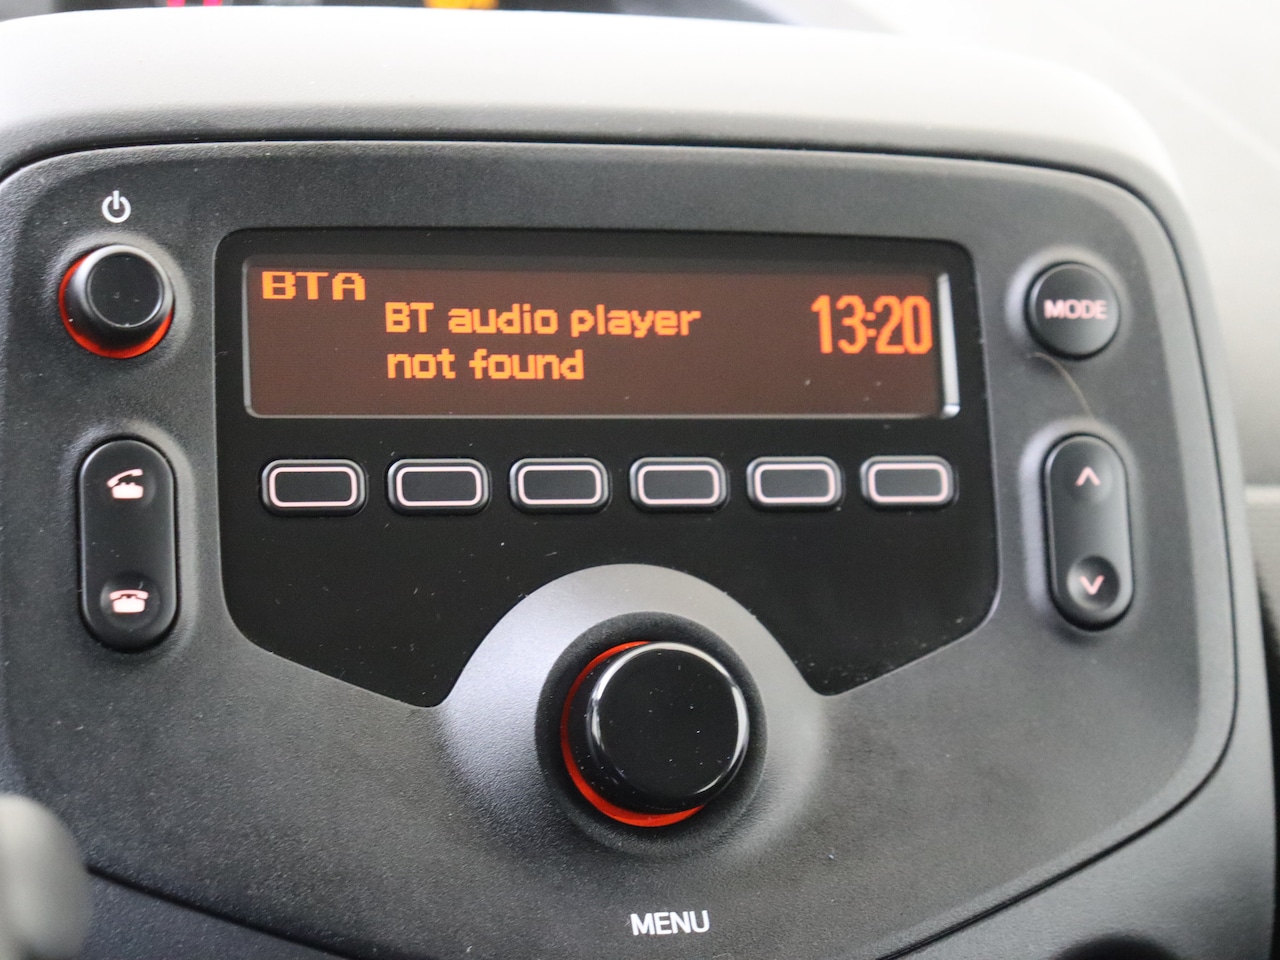 BTA
BT audio player
not found
13:20
MODE
MENU